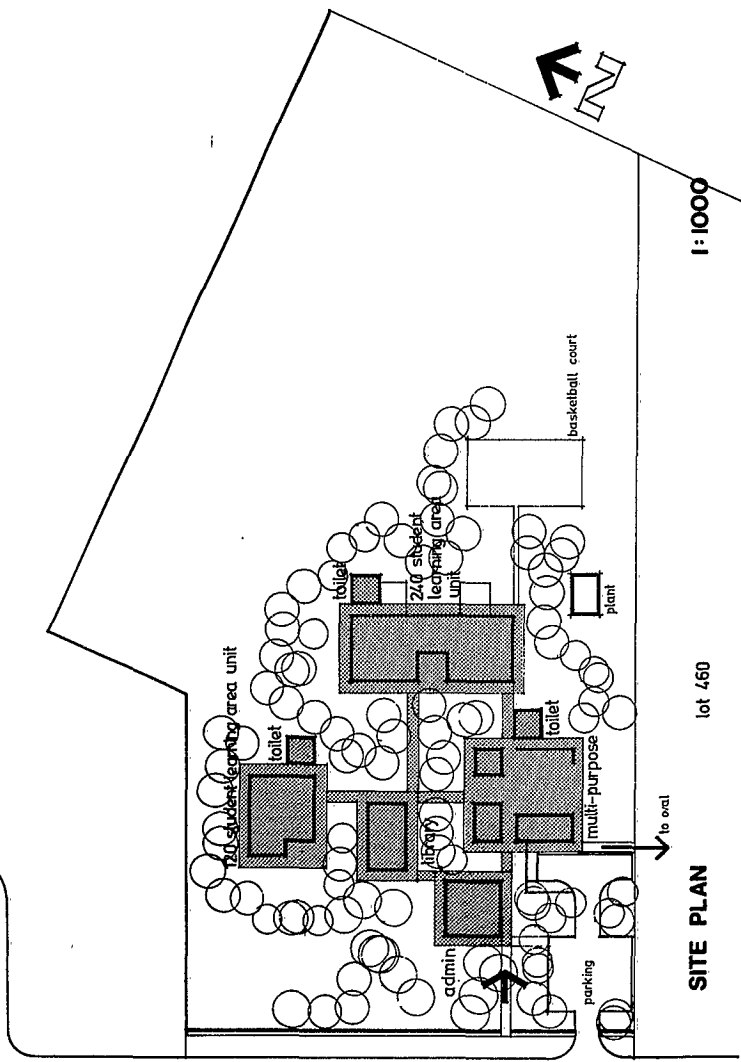 N
120 student learning area unit
toilet
toilet
240 student
learning area
unit
basketball court
library
toilet
plant
admin
multi-purpose
parking
to oval
SITE PLAN
lot 460
1:1000